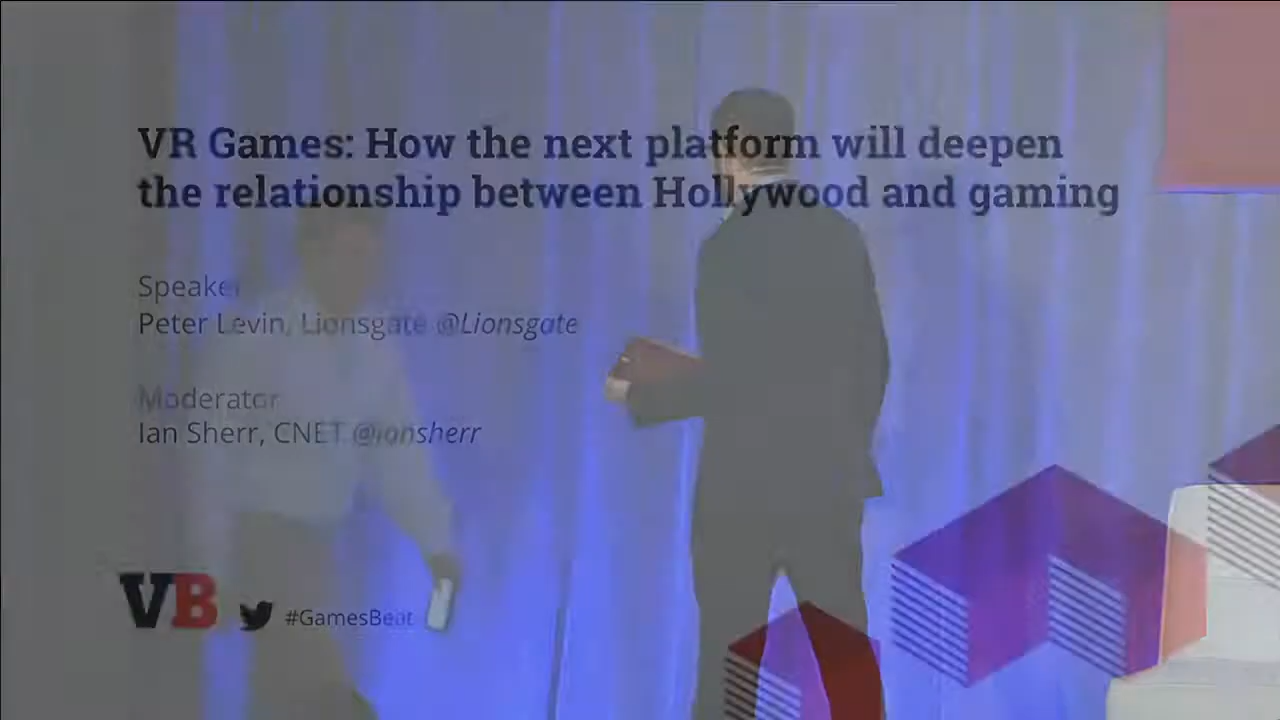 VR Games: How the next platform will deepen
the relationship between Hollywood and gaming
Speaker
Peter Levin, Lionsgate @Lionsgate
Moderator
Ian Sherr, CNET @iansherr
VB #GamesBeat